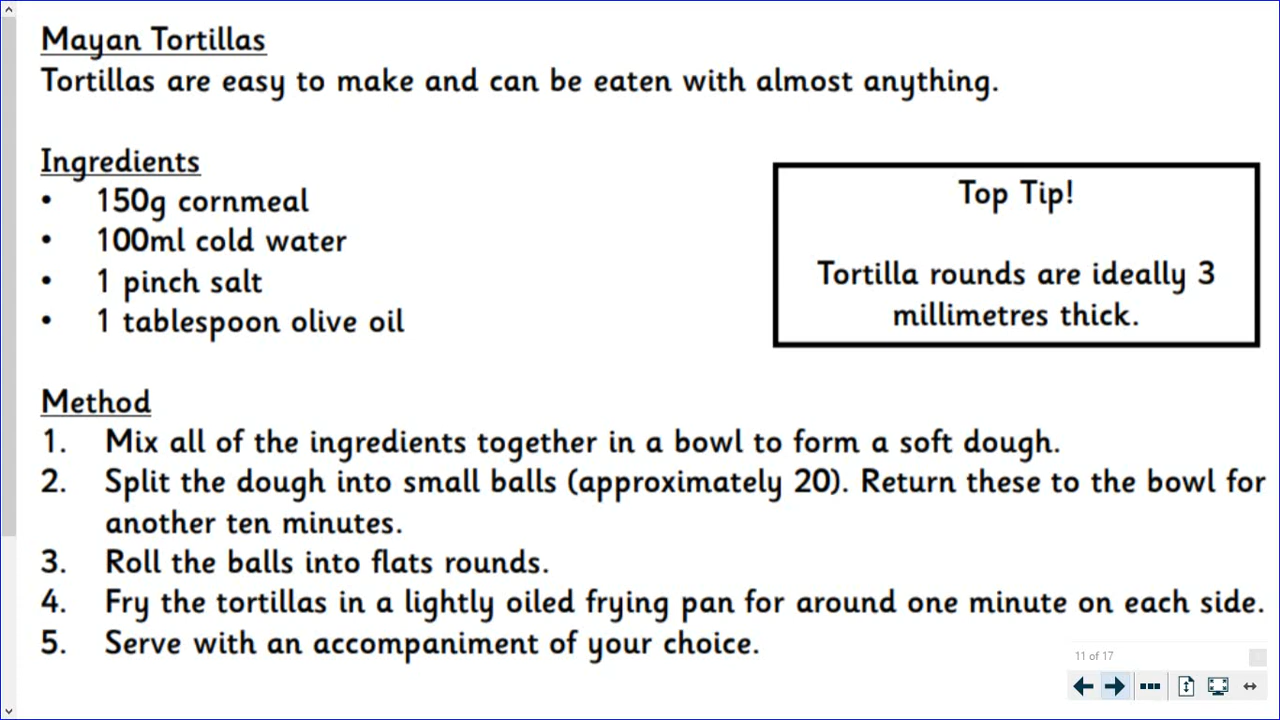 Mayan Tortillas
Tortillas are easy to make and can be eaten with almost anything.
Ingredients
• 150g cornmeal
• 100ml cold water
• 1 pinch salt
• 1 tablespoon olive oil
Top Tip!
Tortilla rounds are ideally 3
millimetres thick.
Method
1. Mix all of the ingredients together in a bowl to form a soft dough.
2. Split the dough into small balls (approximately 20). Return these to the bowl for
another ten minutes.
3. Roll the balls into flats rounds.
4. Fry the tortillas in a lightly oiled frying pan for around one minute on each side.
5. Serve with an accompaniment of your choice.
11 of 17